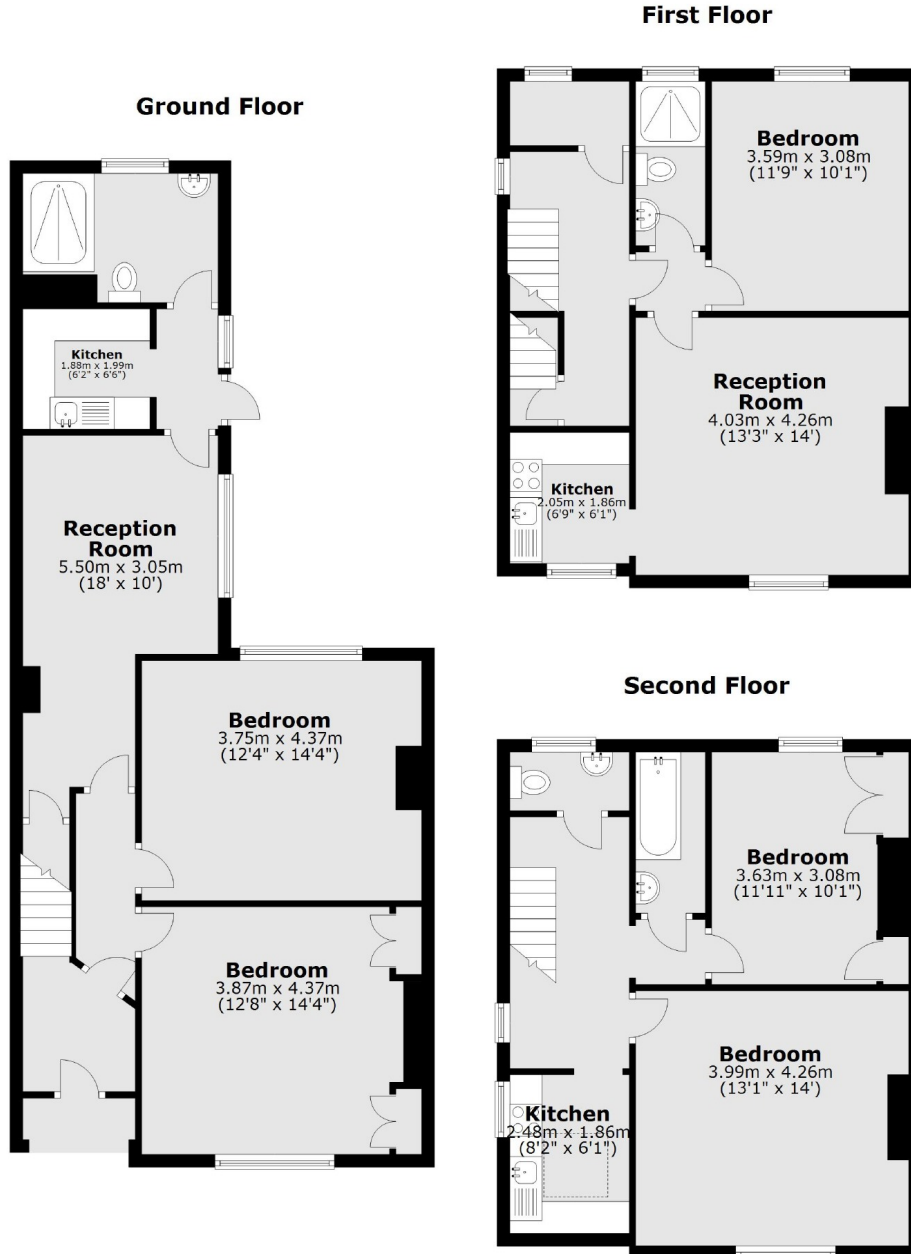 First Floor
Ground Floor
Bedroom
3.59m x 3.08m
(11'9" x 10'1")
Kitchen
1.88m x 1.99m
(6'2" x 6'6")
Reception
Room
4.03m x 4.26m
(13'3" x 14')
Kitchen
2.05m x 1.86m
(6'9" x 6'1")
Reception
Room
5.50m x 3.05m
(18' x 10')
Bedroom
3.75m x 4.37m
(12'4" x 14'4")
Second Floor
Bedroom
3.63m x 3.08m
(11'11" x 10'1")
Bedroom
3.87m x 4.37m
(12'8" x 14'4")
Bedroom
3.99m x 4.26m
(13'1" x 14')
Kitchen
2.48m x 1.86m
(8'2" x 6'1")